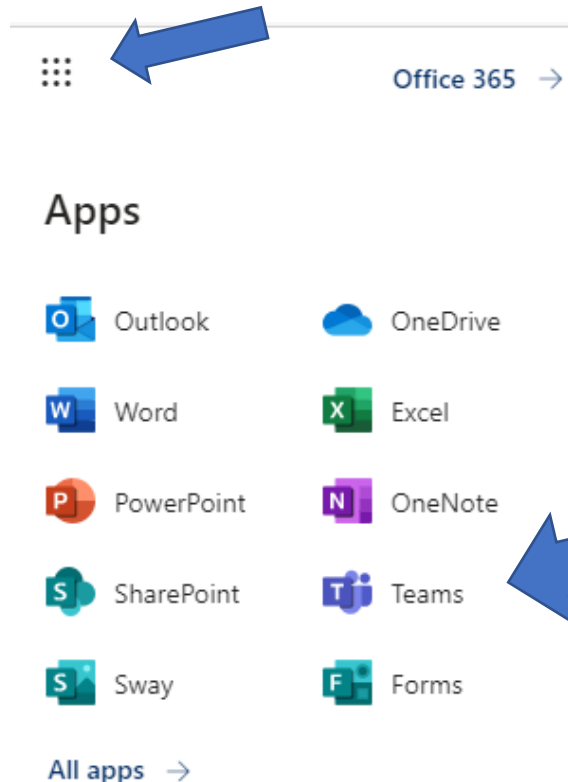 Office 365 →
Apps
O Outlook
OneDrive
W Word
X Excel
P PowerPoint
N OneNote
S SharePoint
T Teams
S Sway
F Forms
All apps →